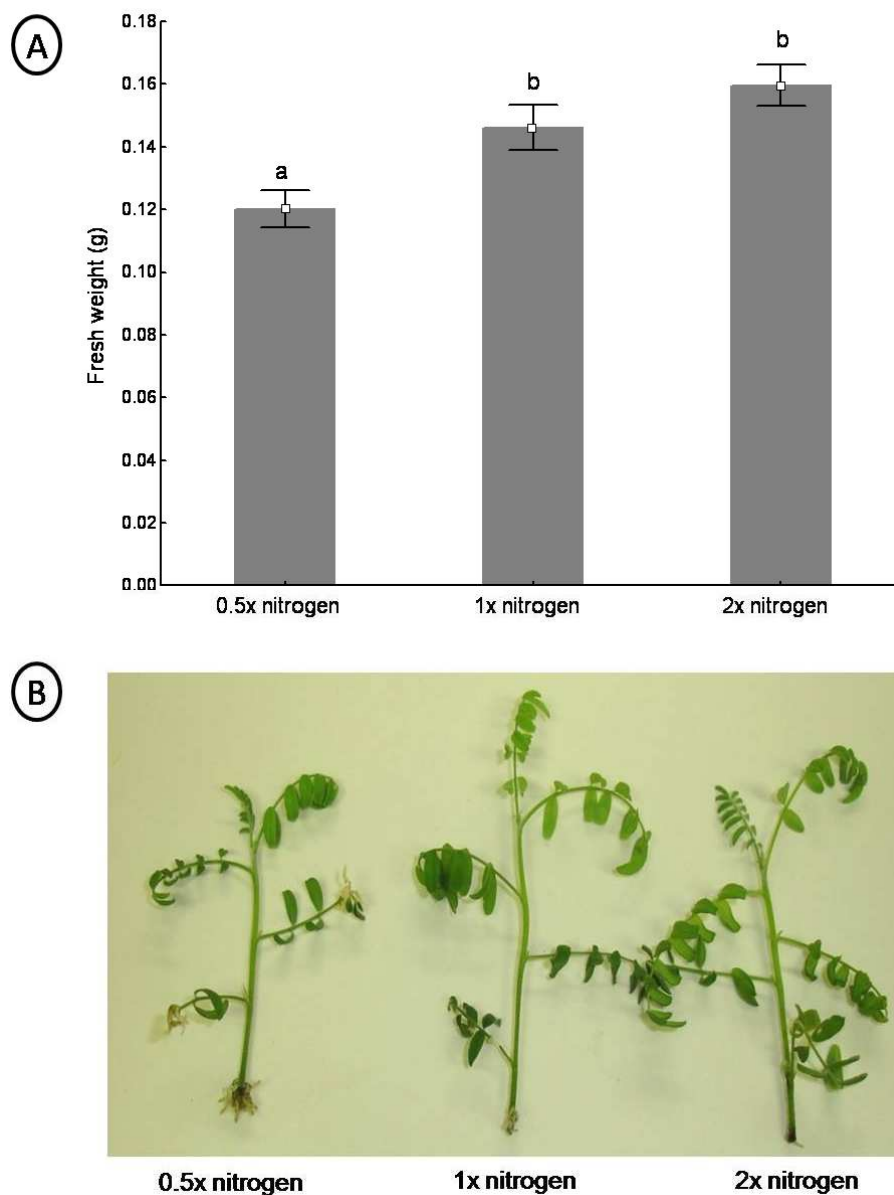 A
Fresh weight (g)
0.18
0.16
0.14
0.12
0.10
0.08
0.06
0.04
0.02
0.00
a
b
b
0.5x nitrogen 1x nitrogen 2x nitrogen
B
0.5x nitrogen 1x nitrogen 2x nitrogen